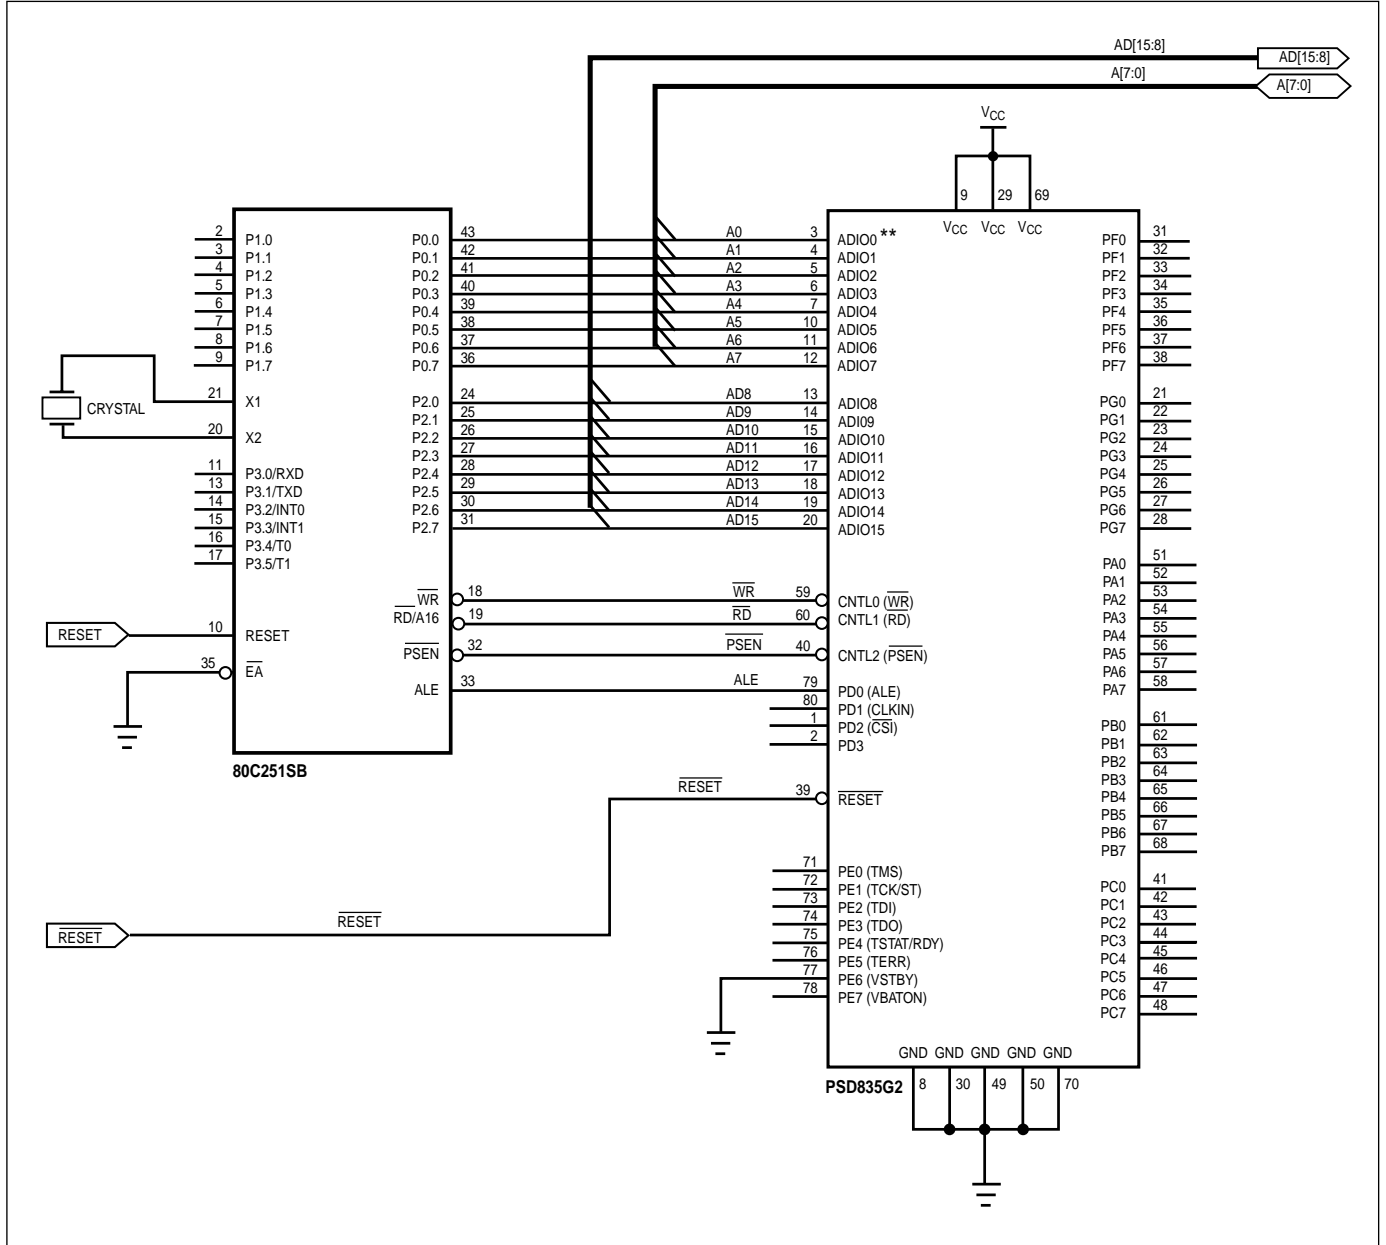 AD[15:8]
AD[15:8]
A[7:0]
A[7:0]
VCC
9 29 69
VCC VCC VCC
2 P1.0
3 P1.1
4 P1.2
5 P1.3
6 P1.4
7 P1.5
8 P1.6
9 P1.7
21 X1
CRYSTAL
20 X2
11 P3.0/RXD
13 P3.1/TXD
14 P3.2/INT0
15 P3.3/INT1
16 P3.4/T0
17 P3.5/T1
RESET
10 RESET
35 EA
P0.0 43 A0 3 ADIO0 **
P0.1 42 A1 4 ADIO1
P0.2 41 A2 5 ADIO2
P0.3 40 A3 6 ADIO3
P0.4 39 A4 7 ADIO4
P0.5 38 A5 10 ADIO5
P0.6 37 A6 11 ADIO6
P0.7 36 A7 12 ADIO7
P2.0 24 AD8 13 ADIO8
P2.1 25 AD9 14 ADI09
P2.2 26 AD10 15 ADIO10
P2.3 27 AD11 16 ADIO11
P2.4 28 AD12 17 ADIO12
P2.5 29 AD13 18 ADIO13
P2.6 30 AD14 19 ADIO14
P2.7 31 AD15 20 ADIO15
WR 18 WR 59 CNTL0 (WR)
RD/A16 19 RD 60 CNTL1 (RD)
PSEN 32 PSEN 40 CNTL2 (PSEN)
ALE 33 ALE 79 PD0 (ALE)
80 PD1 (CLKIN)
1 PD2 (CSI)
2 PD3
80C251SB
RESET 39 RESET
RESET
RESET
71 PE0 (TMS)
72 PE1 (TCK/ST)
73 PE2 (TDI)
74 PE3 (TDO)
75 PE4 (TSTAT/RDY)
76 PE5 (TERR)
77 PE6 (VSTBY)
78 PE7 (VBATON)
PF0 31
PF1 32
PF2 33
PF3 34
PF4 35
PF5 36
PF6 37
PF7 38
PG0 21
PG1 22
PG2 23
PG3 24
PG4 25
PG5 26
PG6 27
PG7 28
PA0 51
PA1 52
PA2 53
PA3 54
PA4 55
PA5 56
PA6 57
PA7 58
PB0 61
PB1 62
PB2 63
PB3 64
PB4 65
PB5 66
PB6 67
PB7 68
PC0 41
PC1 42
PC2 43
PC3 44
PC4 45
PC5 46
PC6 47
PC7 48
GND GND GND GND GND
PSD835G2
8 30 49 50 70